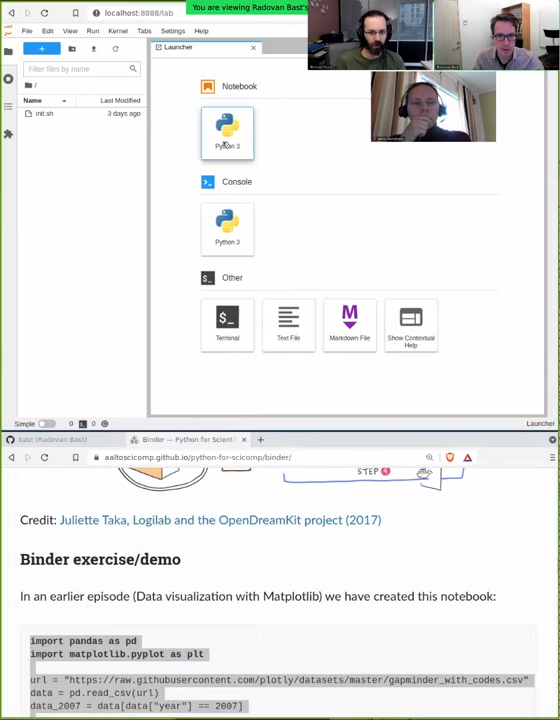 localhost:8888/lab
You are viewing Radovan Bast's
File Edit View Run Kernel Tabs Settings Help
Launcher
Filter files by name
/
Name Last Modified
init.sh 3 days ago
Notebook
Python 3
Console
Python 3
Other
$_
Terminal
Text File
M
Markdown File
Show Contextual
Help
Simple 0 0
Launcher
bast (Radovan Bast)
Binder — Python for Scienti
aaltoscicomp.github.io/python-for-scicomp/binder/
STEP 4
Credit: Juliette Taka, Logilab and the OpenDreamKit project (2017)
Binder exercise/demo
In an earlier episode (Data visualization with Matplotlib) we have created this notebook:
import pandas as pd
import matplotlib.pyplot as plt
url = "https://raw.githubusercontent.com/plotly/datasets/master/gapminder_with_codes.csv"
data = pd.read_csv(url)
data_2007 = data[data["year"] == 2007]